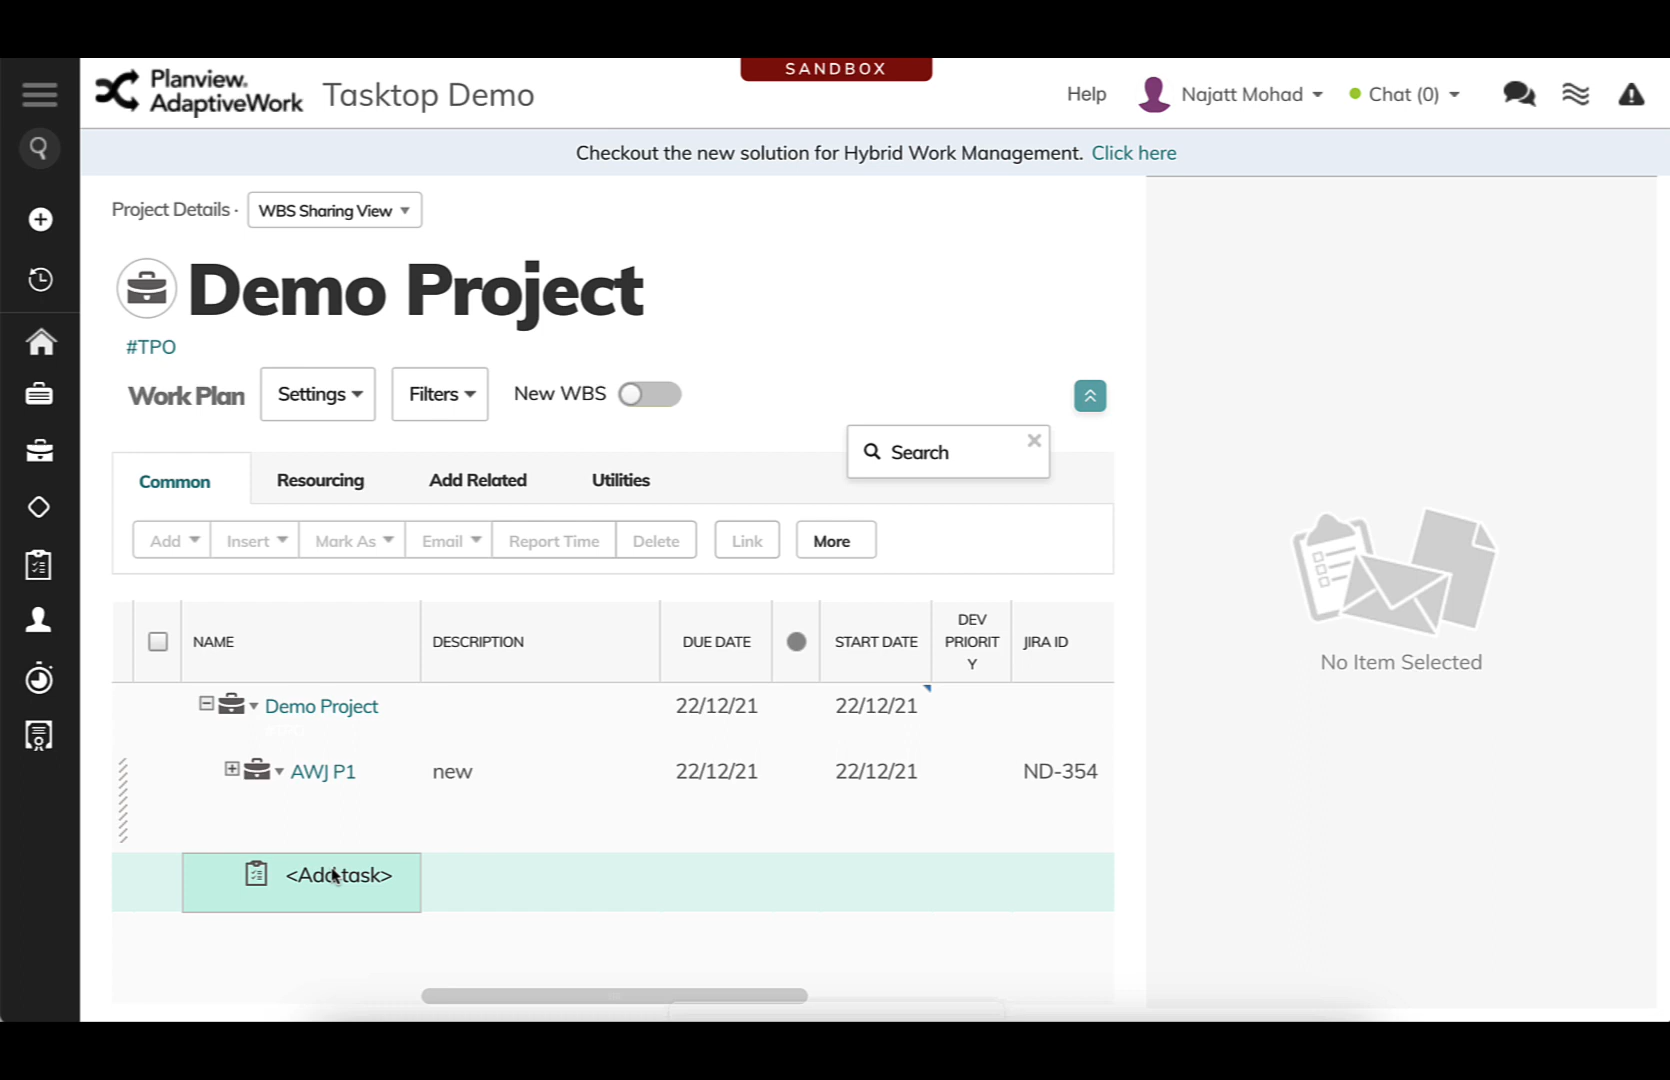 SANDBOX
Planview.
AdaptiveWork
Tasktop Demo
Help
Najatt Mohad
Chat (0)
Checkout the new solution for Hybrid Work Management. Click here
Project Details ·
WBS Sharing View
Demo Project
#TPO
Work Plan
Settings
Filters
New WBS
Search
Common
Resourcing
Add Related
Utilities
Add
Insert
Mark As
Email
Report Time
Delete
Link
More
NAME
DESCRIPTION
DUE DATE
START DATE
DEV
PRIORIT
Y
JIRA ID
Demo Project
22/12/21
22/12/21
AWJ P1
new
22/12/21
22/12/21
ND-354
<Add task>
No Item Selected